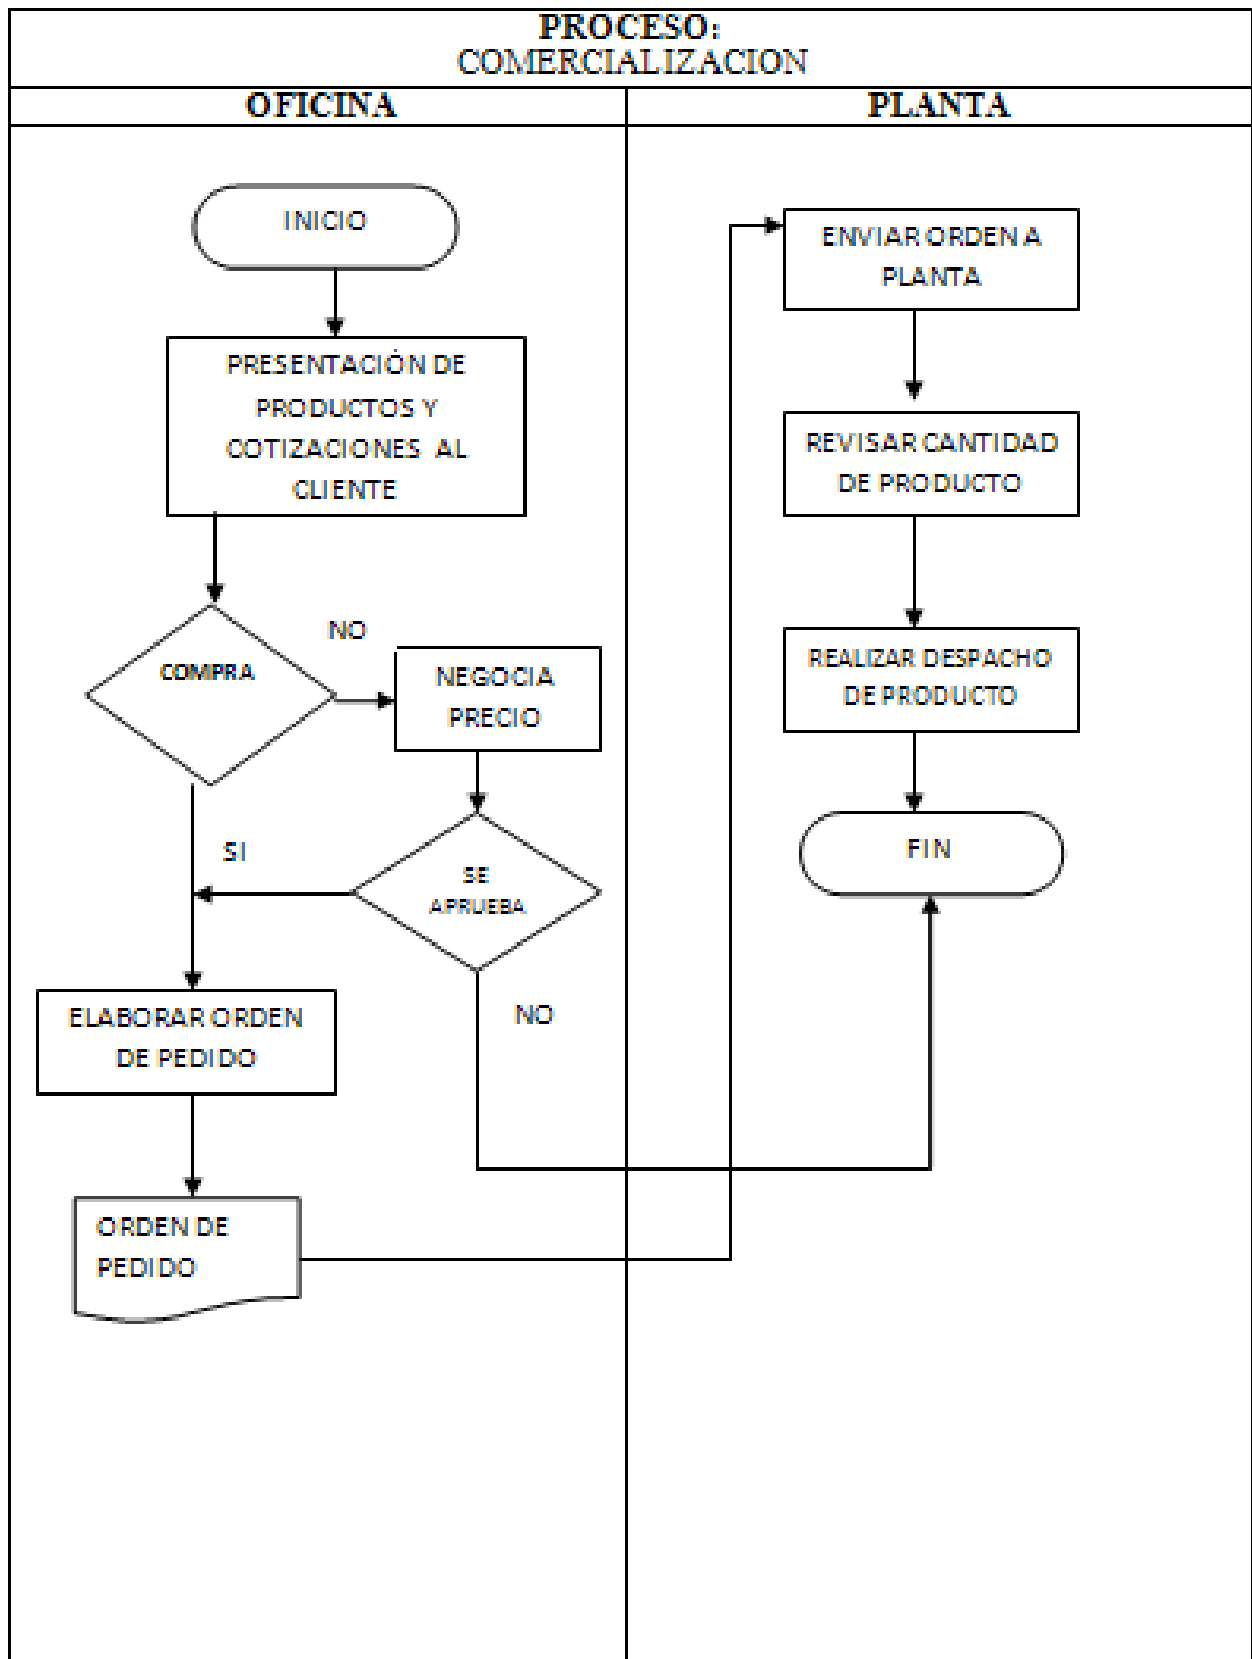 PROCESO:
COMERCIALIZACION
OFICINA
PLANTA
INICIO
PRESENTACIÓN DE
PRODUCTOS Y
COTIZACIONES AL
CLIENTE
COMPRA
NO
NEGOCIA
PRECIO
SI
SE
APRUEBA
NO
ELABORAR ORDEN
DE PEDIDO
ORDEN DE
PEDIDO
ENVIAR ORDEN A
PLANTA
REVISAR CANTIDAD
DE PRODUCTO
REALIZAR DESPACHO
DE PRODUCTO
FIN